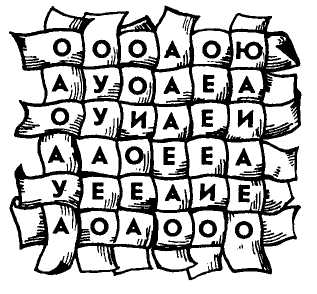 О О О А О Ю
А У О А Е А
О У И А Е И
А А О Е Е А
У Е Е А И Е
А О А О О О